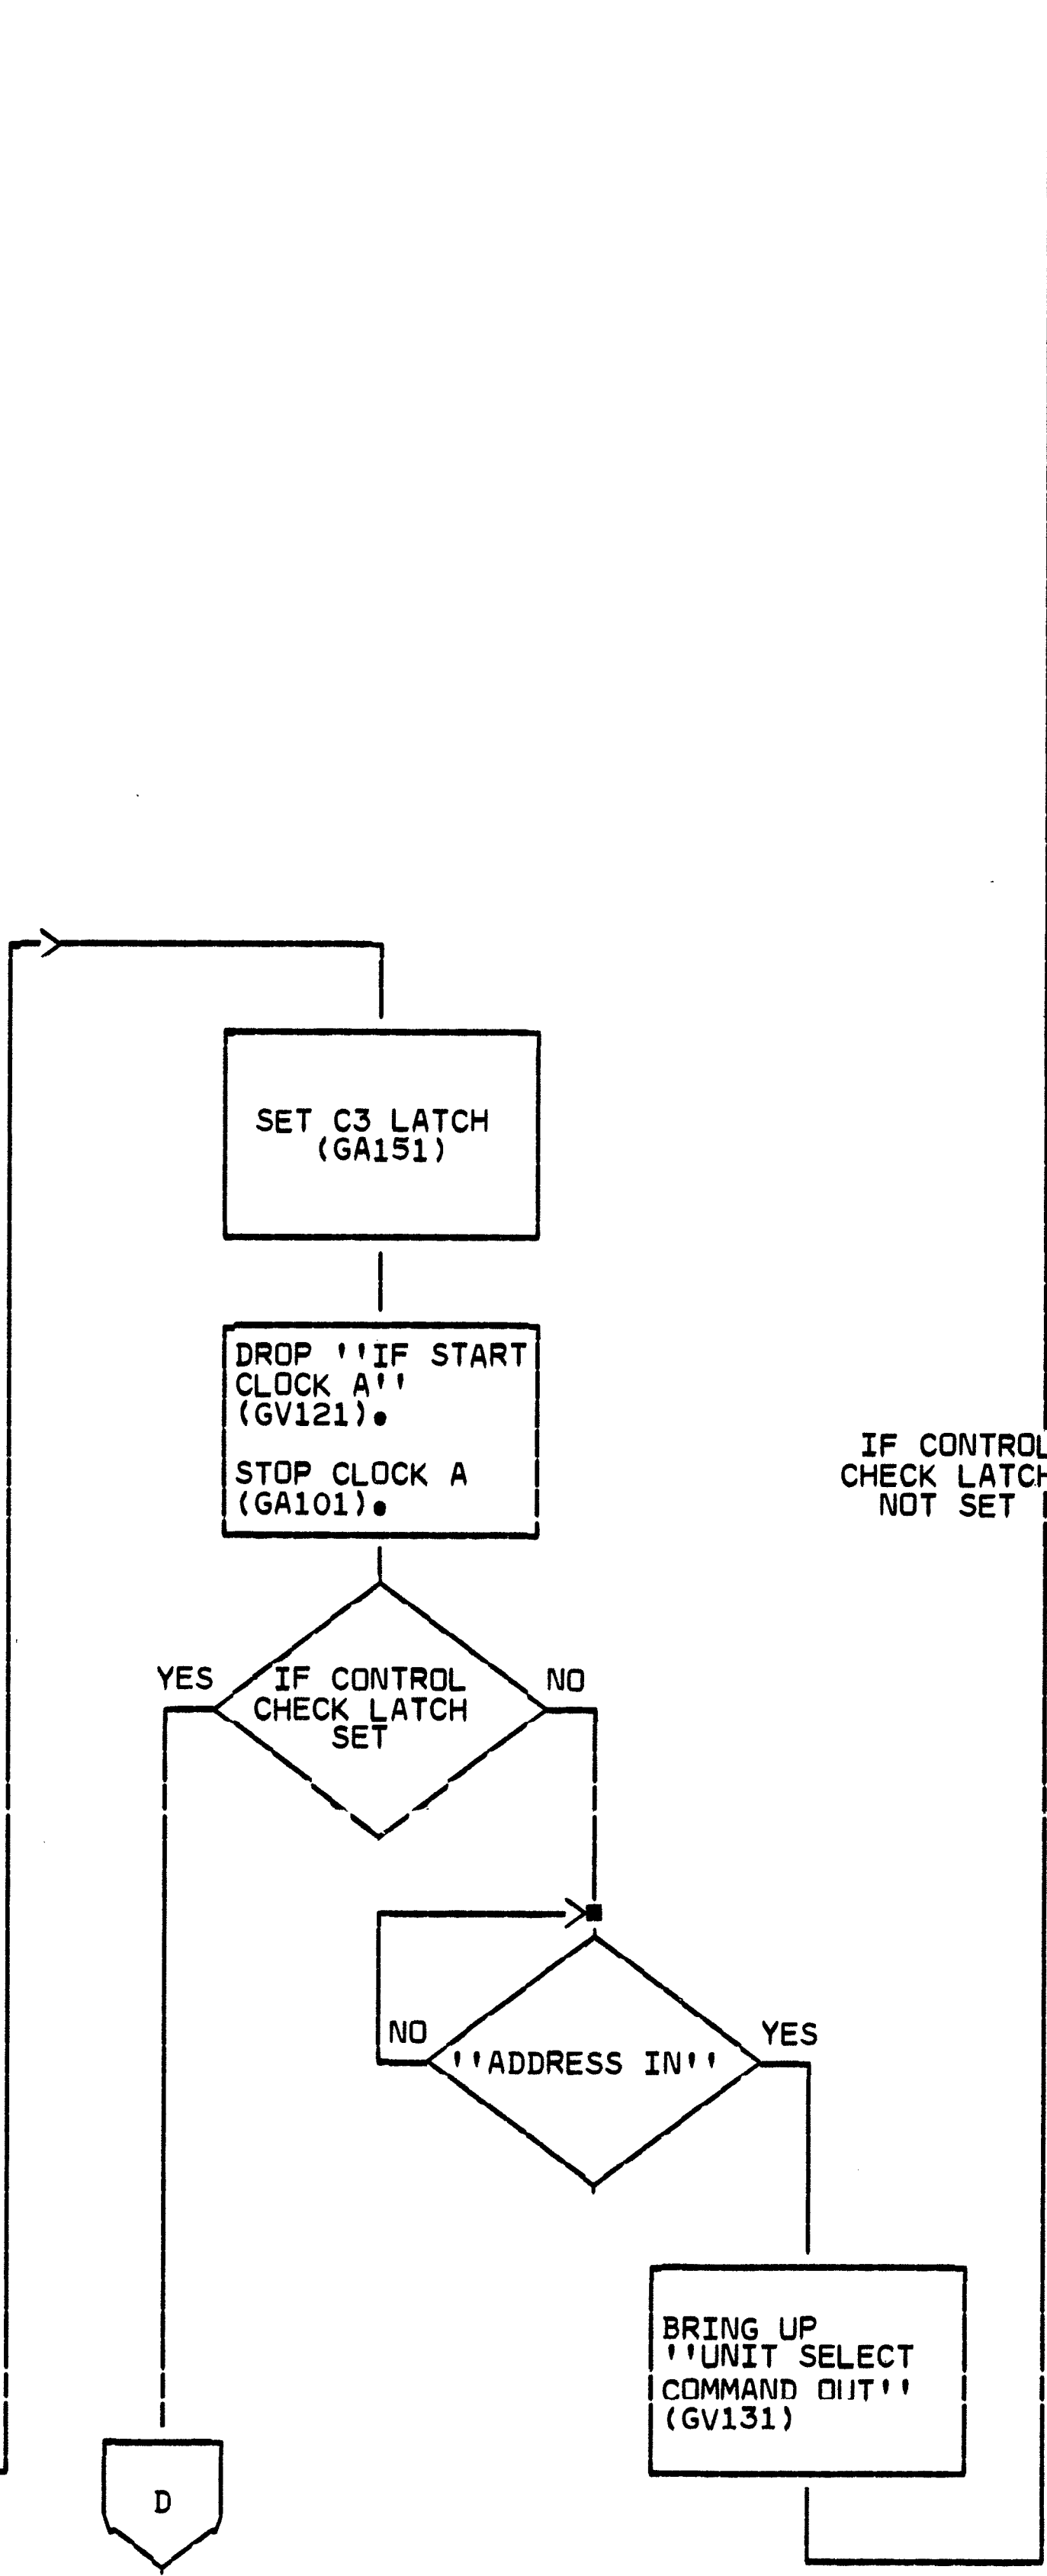 SET C3 LATCH
(GA151)
DROP ''IF START
CLOCK A''
(GV121).
STOP CLOCK A
(GA101).
IF CONTROL
CHECK LATCH
NOT SET
YES
IF CONTROL
CHECK LATCH
SET
NO
NO
''ADDRESS IN''
YES
BRING UP
''UNIT SELECT
COMMAND OUT''
(GV131)
D